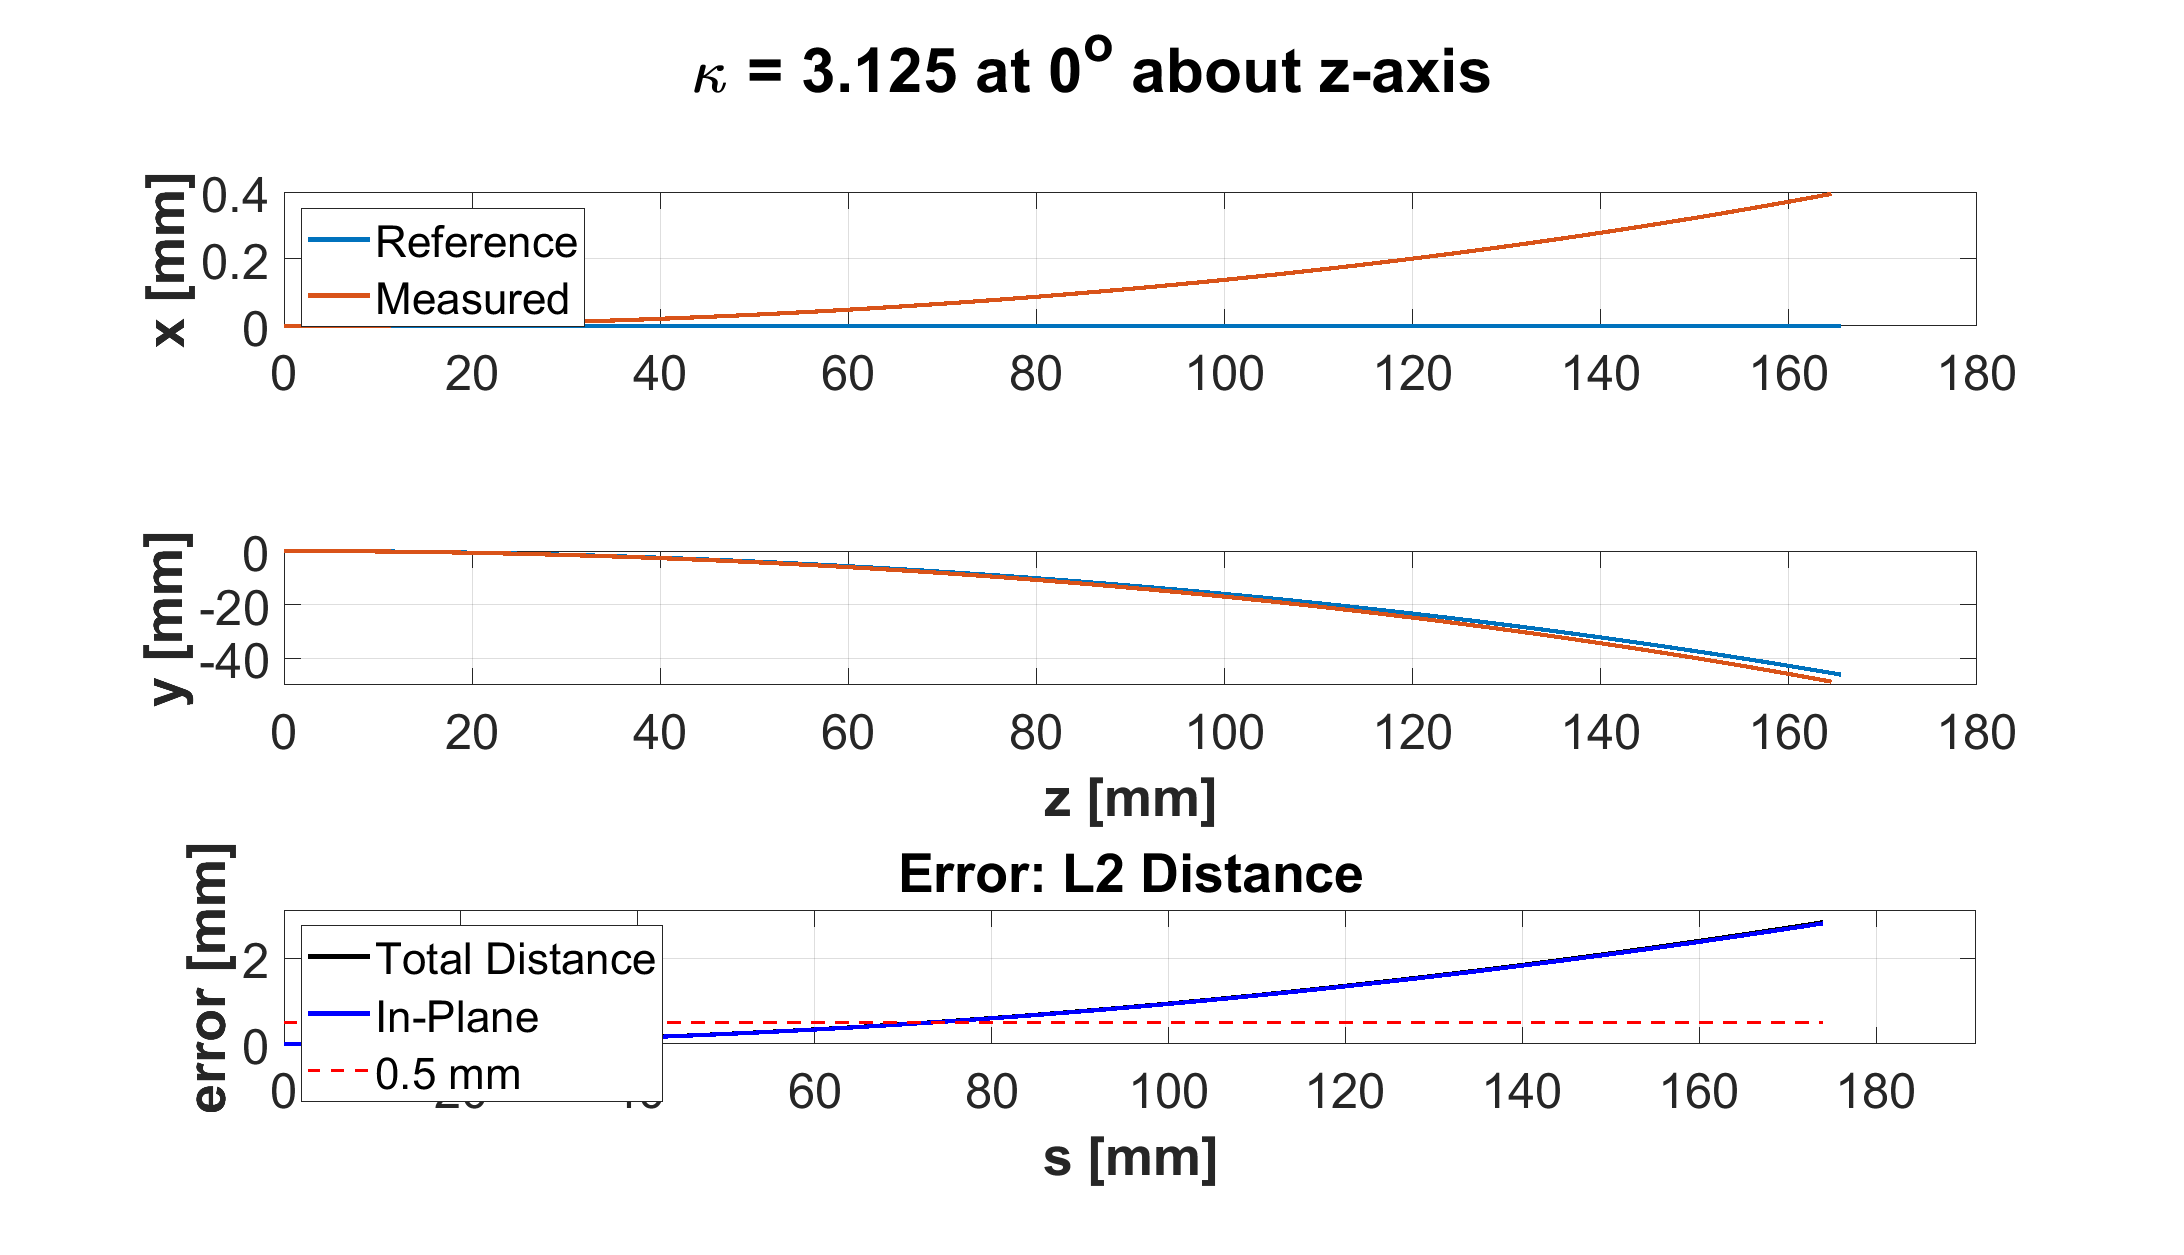 κ = 3.125 at 0° about z-axis
x [mm]
0.4
0.2
0
Reference
Measured
0 20 40 60 80 100 120 140 160 180
y [mm]
0
-20
-40
0 20 40 60 80 100 120 140 160 180
z [mm]
Error: L2 Distance
error [mm]
2
0
Total Distance
In-Plane
0.5 mm
0 20 40 60 80 100 120 140 160 180
s [mm]